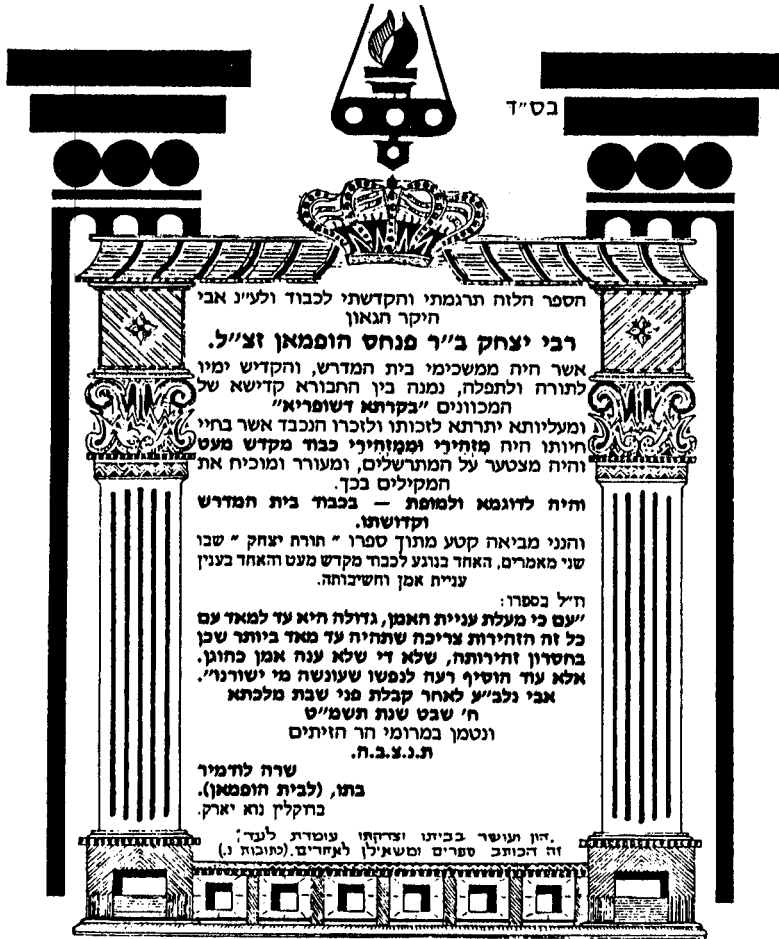 בס״ד
הספר הלזה תרגמתי והקדשתי לכבוד ולע״נ אבי
היקר הגאון
רבי יצחק ב״ר פנחס הופמאן זצ״ל.
אשר היה ממשכימי בית המדרש, והקדיש ימיו
לתורה ולתפלה, נמנה בין החבורא קדישא של
המכוונים ״בקרתא דשופריא״
ומעליותא יתרתא לזכותו ולזכרו הנכבד אשר בחיי
חיותו היה מְזָהִירֵי וּמִמַזְהִירֵי כבוד מקדש מעט
והיה מצטער על המתרשלים, ומעורר ומוכיח את
המקילים בכך.
והיה לדוגמא ולמופת — בכבוד בית המדרש
וקדושתו.
והנני מביאה קטע מתוך ספרו ״ תורת יצחק ״ שבו
שני מאמרים, האחד בנוגע לכבוד מקדש מעט והאחד בענין
עניית אמן וחשיבותה.
וז״ל בספרו:
״עם כי מעלת עניית האמן, גדולה היא עד למאד עם
כל זה הזהירות צריכה שתהיה עד מאד ביותר שכן
בחסרון זהירותה, שלא די שלא ענה אמן כהוגן.
אלא עוד הוסיף רעה לנפשו שעונשה מי ישורנו״.
אבי נלב״ע לאחר קבלת פני שבת מלכתא
ח׳ שבט שנת תשמ״ט
ונטמן במרומי הר הזיתים
ת.נ.צ.ב.ה.
שרה לודמיר
בתו, (לבית הופמאן).
ברוקלין נוא יארק.
הון ועושר בביתו וצדקתו עומדת לעד
זה הכותב ספרים ומשאילן לאחרים. (כתובות נ.)